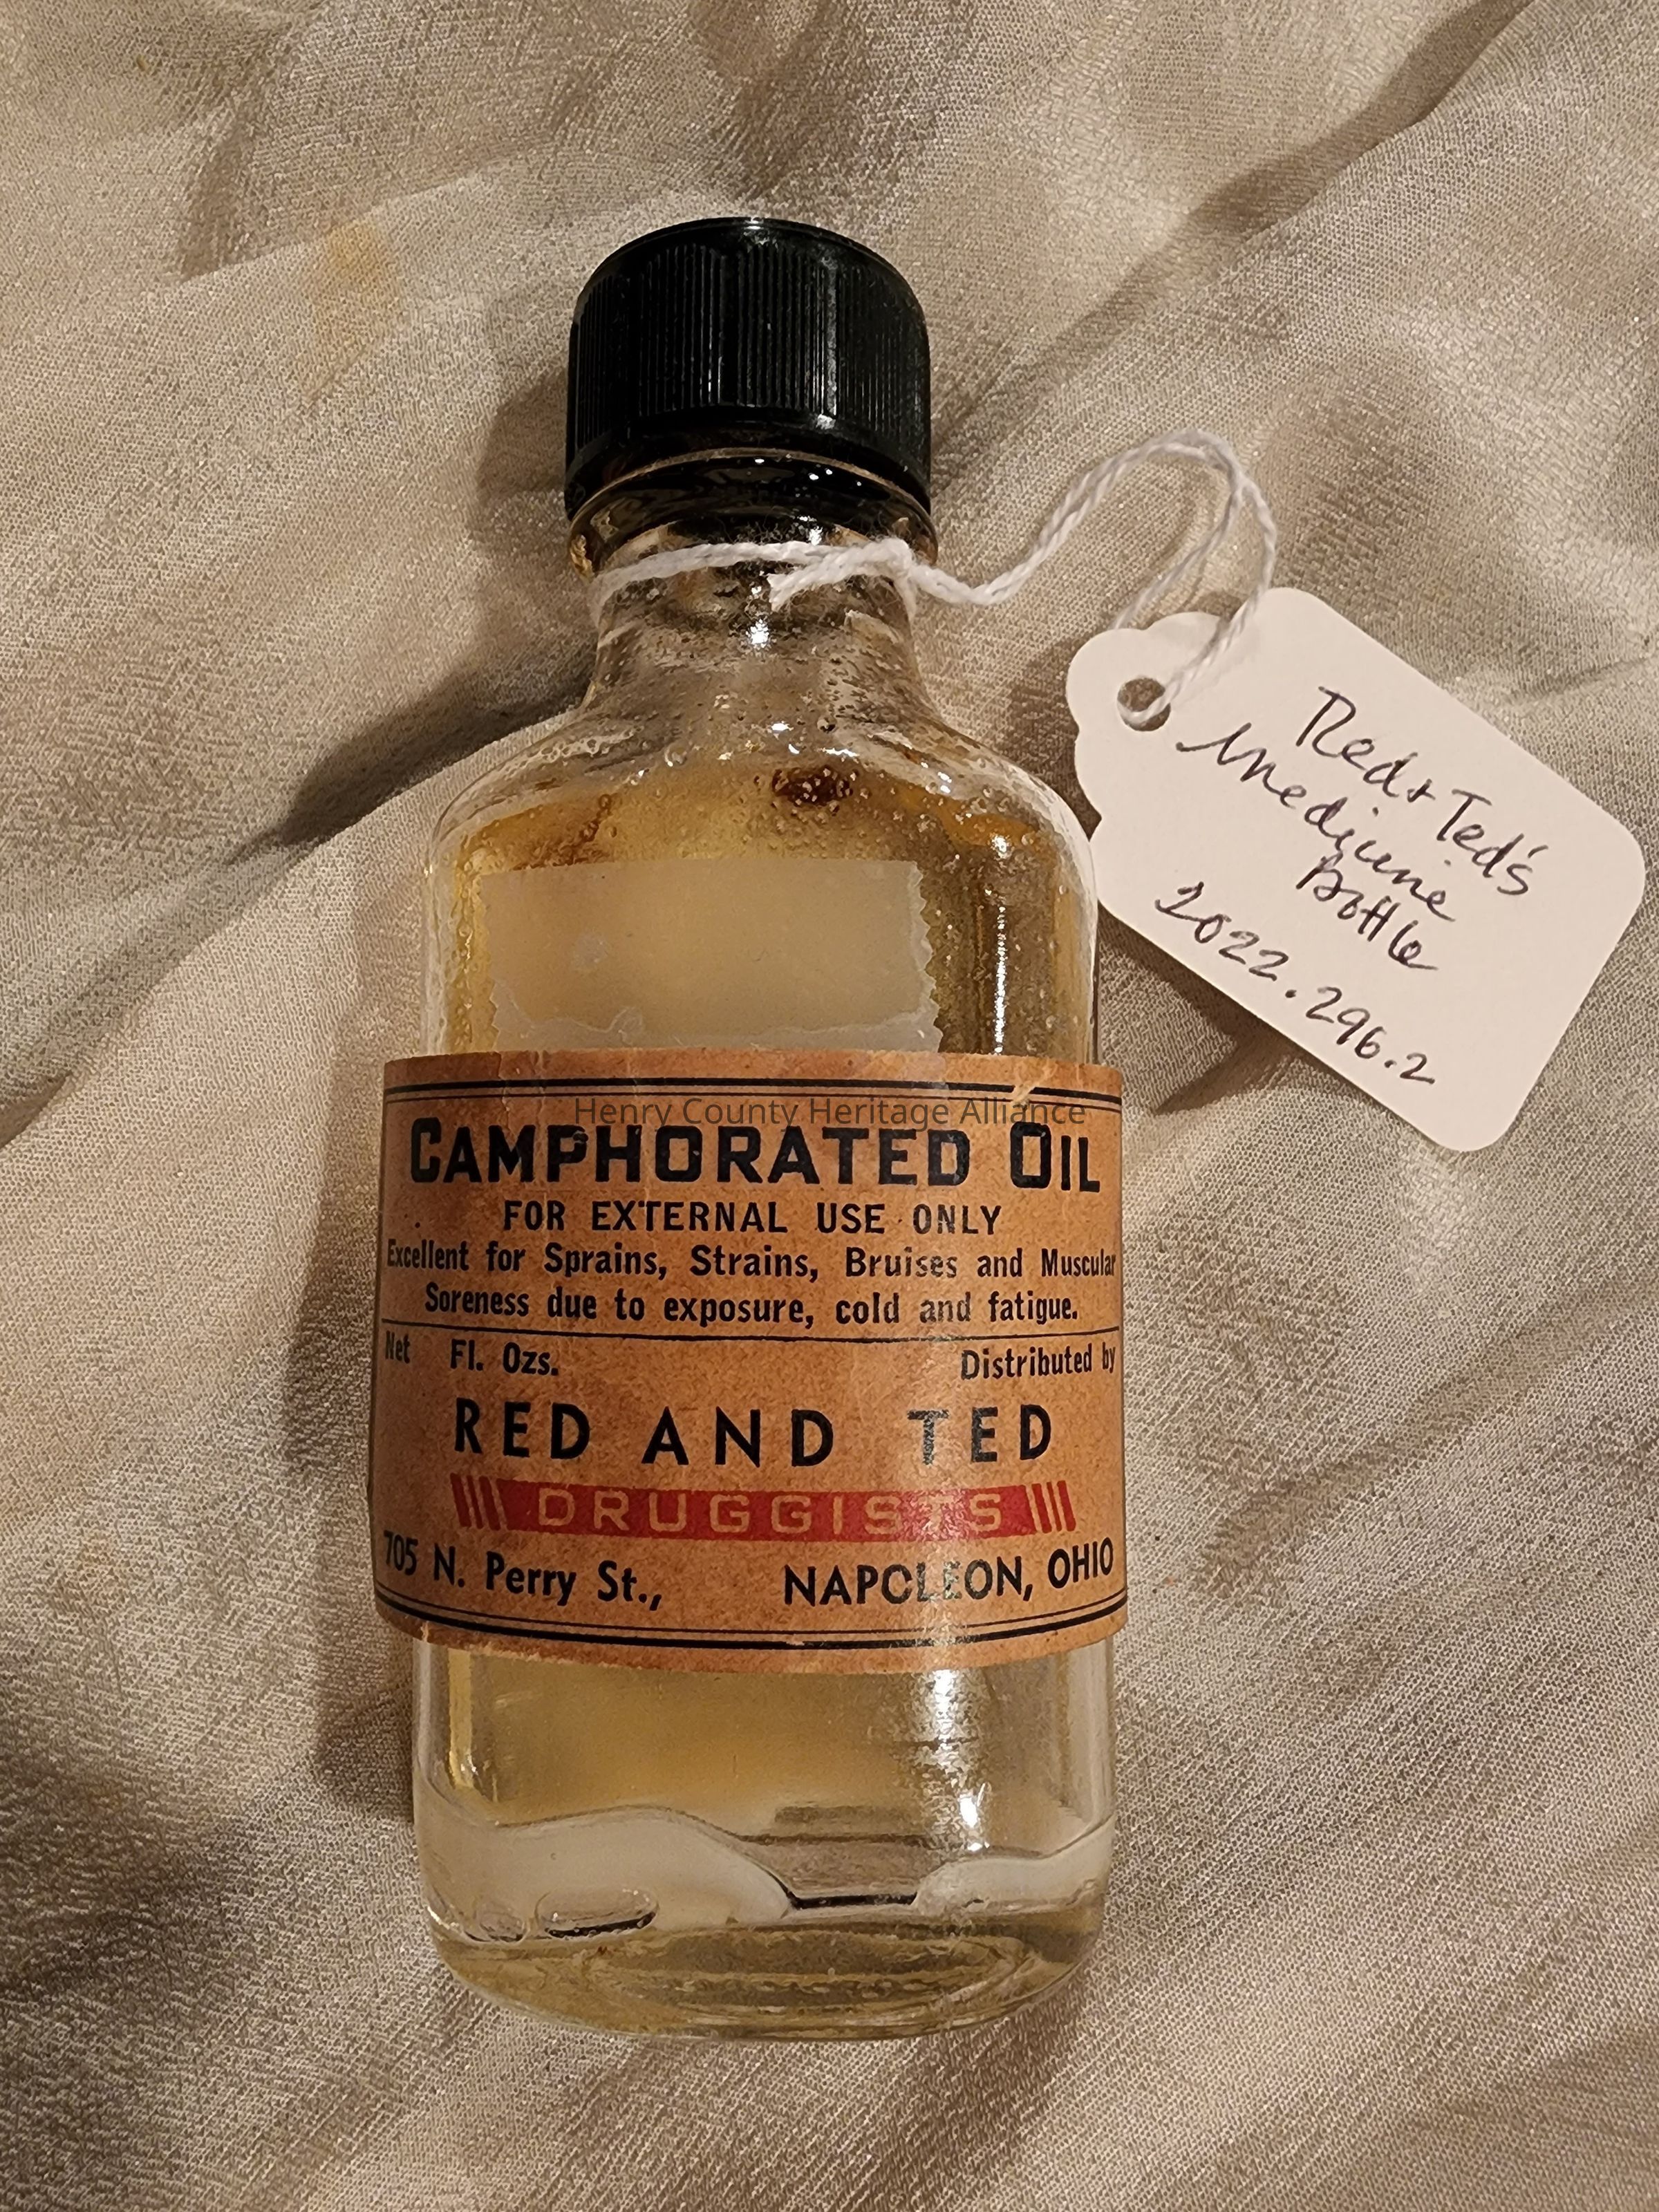 Red & Ted's
Medicine
Bottle
2022.296.2
Henry County Heritage Alliance
CAMPHORATED OIL
FOR EXTERNAL USE ONLY
Excellent for Sprains, Strains, Bruises and Muscular
Soreness due to exposure, cold and fatigue.
Net Fl. Ozs. Distributed by
RED AND TED
DRUGGISTS
705 N. Perry St., NAPOLEON, OHIO